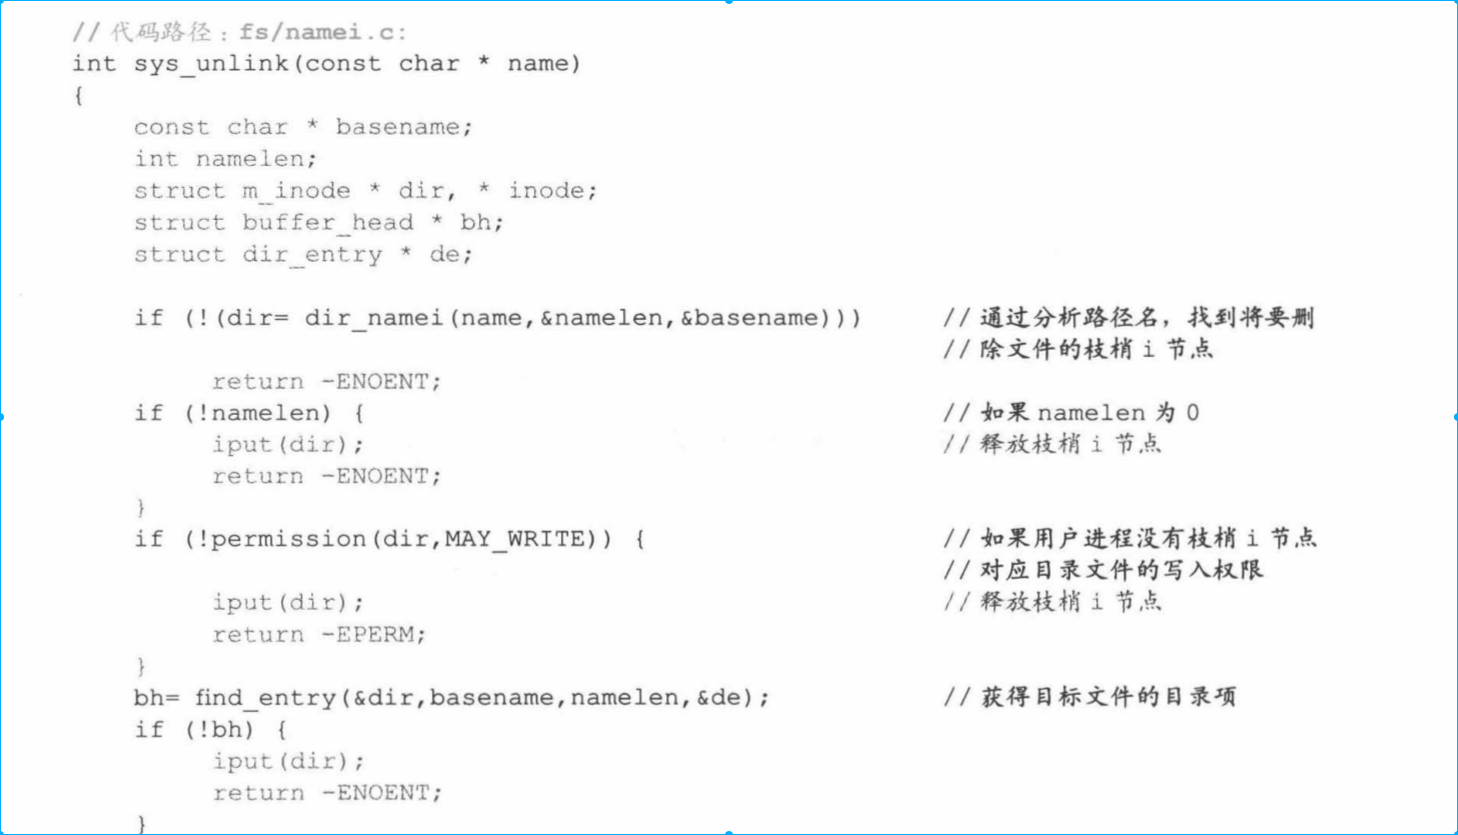 // 代码路径：fs/namei.c:
int sys_unlink(const char * name)
{
const char * basename;
int namelen;
struct m_inode * dir, * inode;
struct buffer_head * bh;
struct dir_entry * de;
if (!(dir= dir_namei(name,&namelen,&basename))) // 通过分析路径名，找到将要删
// 除文件的枝梢 i 节点
return -ENOENT;
if (!namelen) { // 如果 namelen 为 0
iput(dir); // 释放枝梢 i 节点
return -ENOENT;
}
if (!permission(dir,MAY_WRITE)) { // 如果用户进程没有枝梢 i 节点
// 对应目录文件的写入权限
iput(dir); // 释放枝梢 i 节点
return -EPERM;
}
bh= find_entry(&dir,basename,namelen,&de); // 获得目标文件的目录项
if (!bh) {
iput(dir);
return -ENOENT;
}